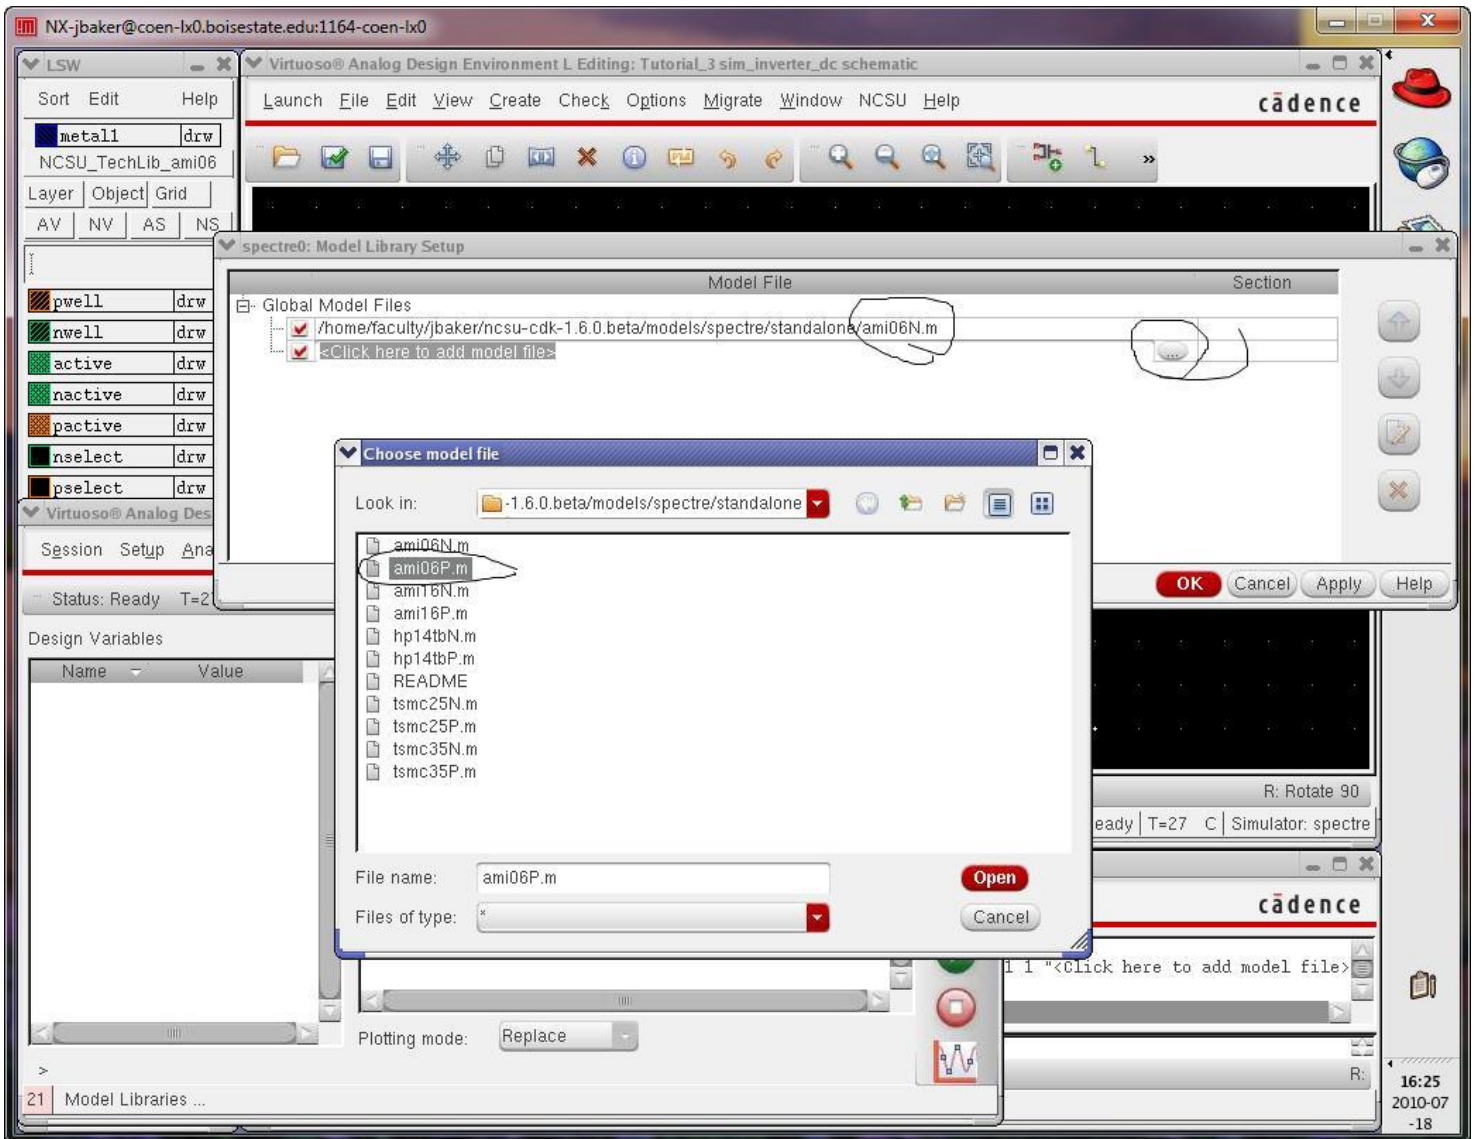 NX-jbaker@coen-lx0.boisestate.edu:1164-coen-lx0
LSW
Sort Edit Help
metal1 drw
NCSU_TechLib_ami06
Layer Object Grid
AV NV AS NS
pwell drw
nwell drw
active drw
nactive drw
pactive drw
nselect drw
pselect drw
Virtuoso® Analog Design Environment L Editing: Tutorial_3 sim_inverter_dc schematic
Launch File Edit View Create Check Options Migrate Window NCSU Help
cādence
»
spectre0: Model Library Setup
Model File Section
Global Model Files
/home/faculty/jbaker/ncsu-cdk-1.6.0.beta/models/spectre/standalone/ami06N.m
<Click here to add model file>
...
OK Cancel Apply Help
Choose model file
Look in: -1.6.0.beta/models/spectre/standalone
ami06N.m
ami06P.m
ami16N.m
ami16P.m
hp14tbN.m
hp14tbP.m
README
tsmc25N.m
tsmc25P.m
tsmc35N.m
tsmc35P.m
File name: ami06P.m Open
Files of type: * Cancel
Virtuoso® Analog Des
Session Setup Ana
Status: Ready T=2
Design Variables
Name Value
Plotting mode: Replace
>
21 Model Libraries ...
R: Rotate 90
eady T=27 C Simulator: spectre
cādence
1 1 "<Click here to add model file>
R:
16:25
2010-07
-18